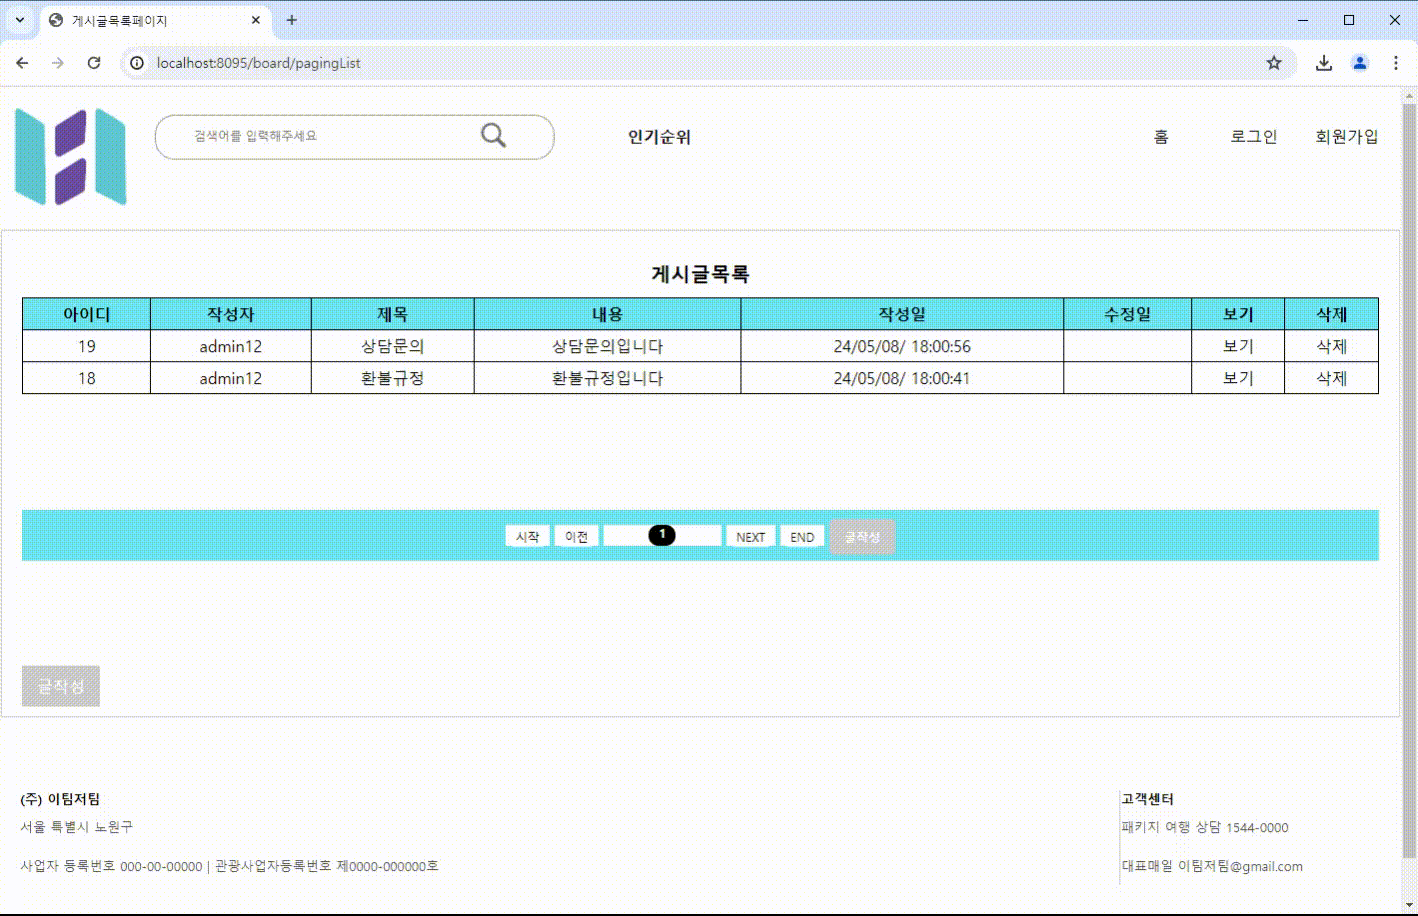 게시글목록페이지
localhost:8095/board/pagingList
검색어를 입력해주세요
인기순위
홈 로그인 회원가입
게시글목록
아이디 작성자 제목 내용 작성일 수정일 보기 삭제
19 admin12 상담문의 상담문의입니다 24/05/08/ 18:00:56 보기 삭제
18 admin12 환불규정 환불규정입니다 24/05/08/ 18:00:41 보기 삭제
시작 이전 1 NEXT END 글작성
글작성
(주) 이팀저팀
서울 특별시 노원구
사업자 등록번호 000-00-00000 | 관광사업자등록번호 제0000-000000호
고객센터
패키지 여행 상담 1544-0000
대표매일 이팀저팀@gmail.com